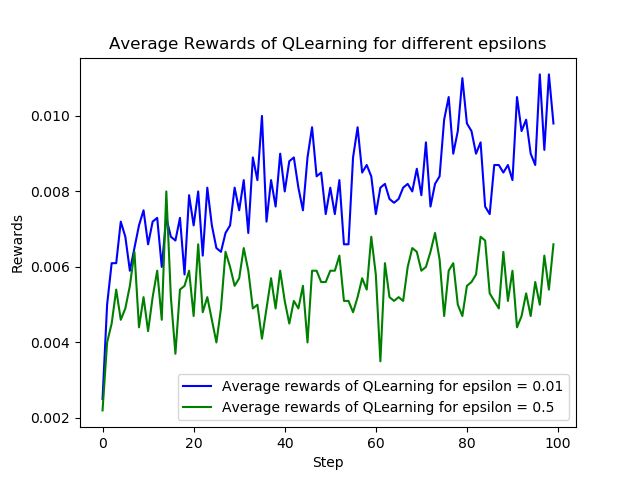 Average Rewards of QLearning for different epsilons
Rewards
0.010
0.008
0.006
0.004
0.002
Average rewards of QLearning for epsilon = 0.01
Average rewards of QLearning for epsilon = 0.5
0
20
40
60
80
100
Step